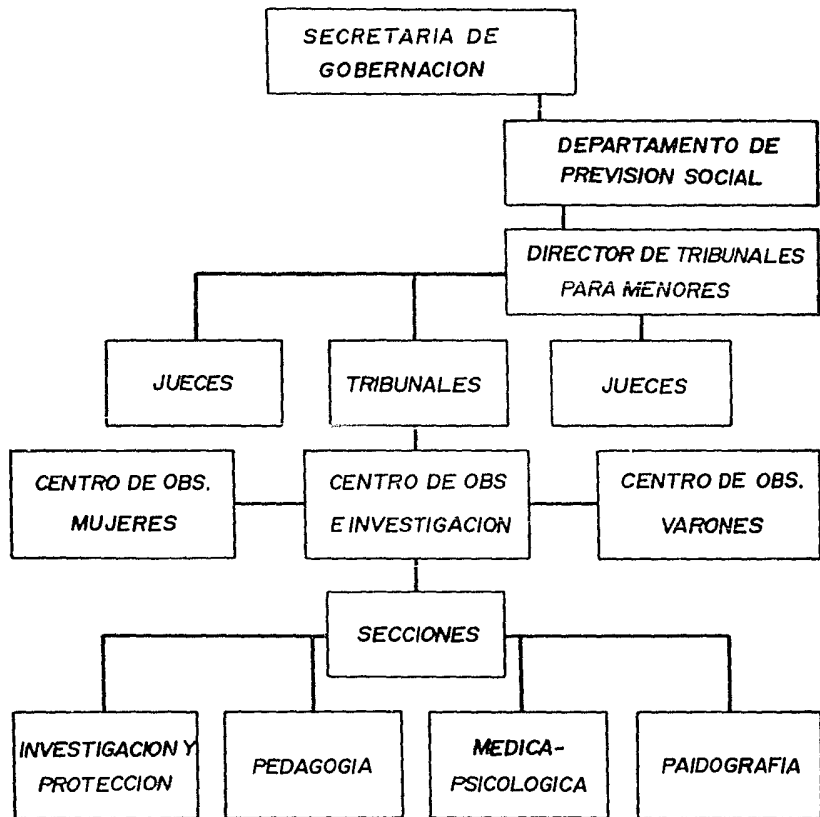 SECRETARIA DE
GOBERNACION
DEPARTAMENTO DE
PREVISION SOCIAL
DIRECTOR DE TRIBUNALES
PARA MENORES
JUECES
TRIBUNALES
JUECES
CENTRO DE OBS.
MUJERES
CENTRO DE OBS
E INVESTIGACION
CENTRO DE OBS.
VARONES
SECCIONES
INVESTIGACION Y
PROTECCION
PEDAGOGIA
MEDICA-
PSICOLOGICA
PAIDOGRAFIA